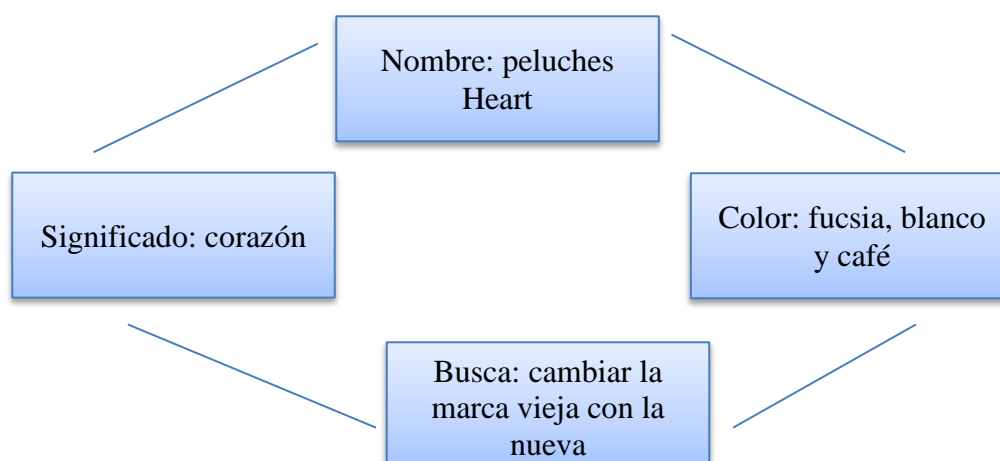 Nombre: peluches
Heart
Significado: corazón
Color: fucsia, blanco
y café
Busca: cambiar la
marca vieja con la
nueva